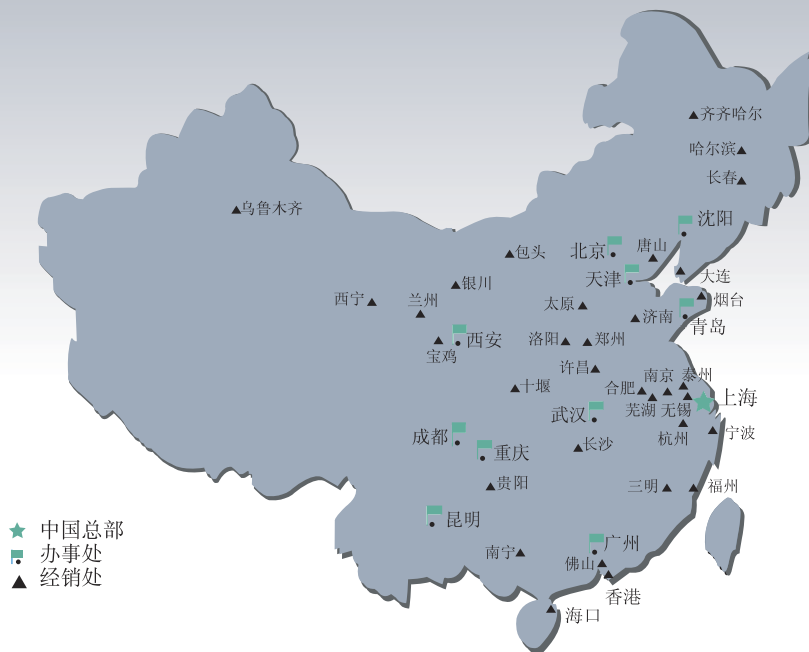 齐齐哈尔
哈尔滨
长春
乌鲁木齐
沈阳
包头
北京
唐山
大连
银川
天津
西宁
兰州
太原
烟台
济南
青岛
西安
洛阳
郑州
宝鸡
许昌
南京
泰州
十堰
合肥
上海
武汉
芜湖
无锡
成都
杭州
宁波
重庆
长沙
贵阳
三明
福州
昆明
中国总部
办事处
经销处
南宁
广州
佛山
香港
海口